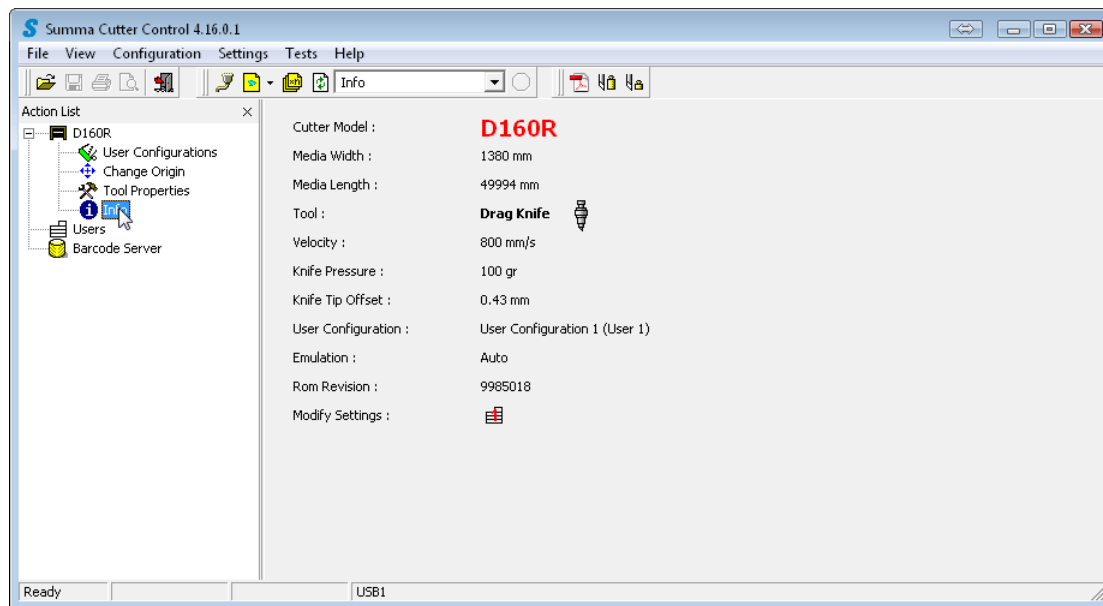 Summa Cutter Control 4.16.0.1
File View Configuration Settings Tests Help
Info
Action List
D160R
User Configurations
Change Origin
Tool Properties
Info
Users
Barcode Server
Cutter Model : D160R
Media Width : 1380 mm
Media Length : 49994 mm
Tool : Drag Knife
Velocity : 800 mm/s
Knife Pressure : 100 gr
Knife Tip Offset : 0.43 mm
User Configuration : User Configuration 1 (User 1)
Emulation : Auto
Rom Revision : 9985018
Modify Settings :
Ready USB1